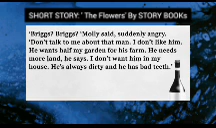 SHORT STORY: ' The Flowers' By STORY BOOKs
'Briggs? Briggs? 'Molly said, suddenly angry.
'Don't talk to me about that man. I don't like him.
He wants half my garden for his farm. He needs
more land, he says. I don't want him in my
house. He's always dirty and he has bad teeth.'